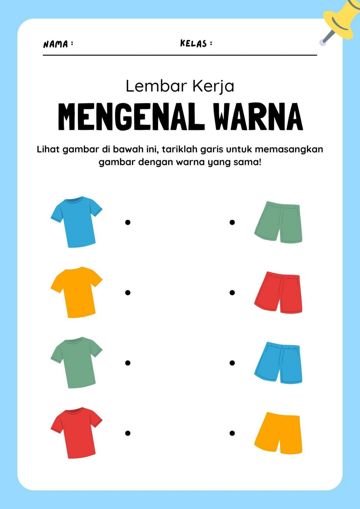 NAMA :
KELAS :
Lembar Kerja
MENGENAL WARNA
Lihat gambar di bawah ini, tariklah garis untuk memasangkan
gambar dengan warna yang sama!